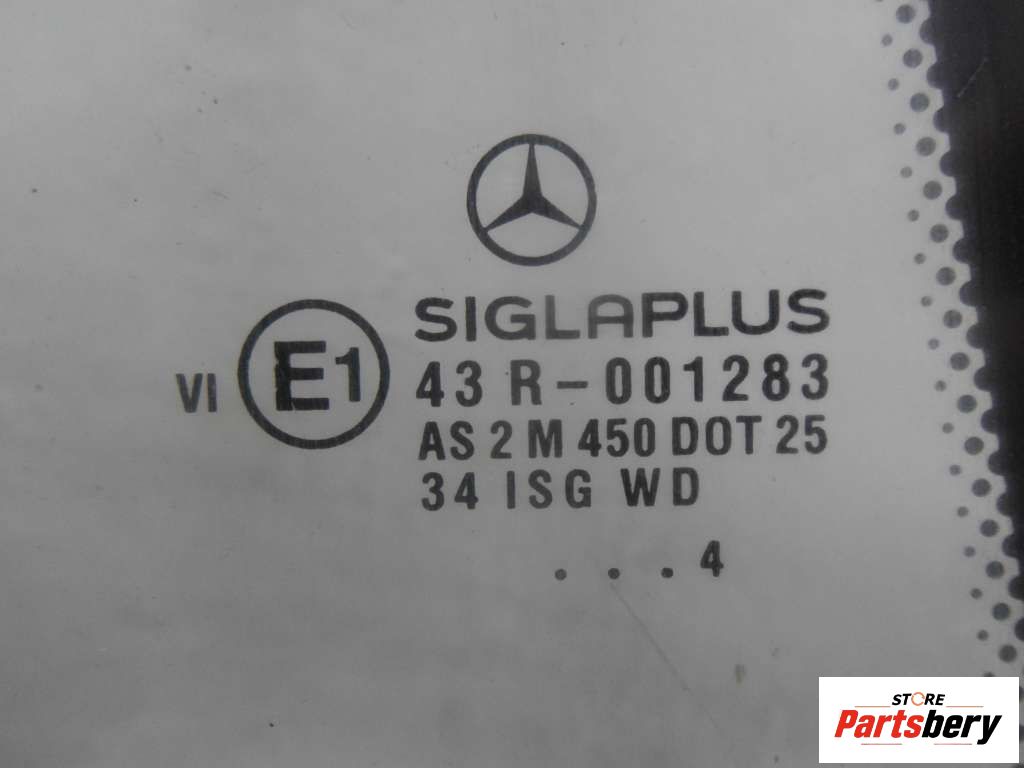 SIGLAPLUS
VI E1 43 R-001283
AS 2 M 450 DOT 25
34 ISG WD
. . . 4
STORE
Partsbery